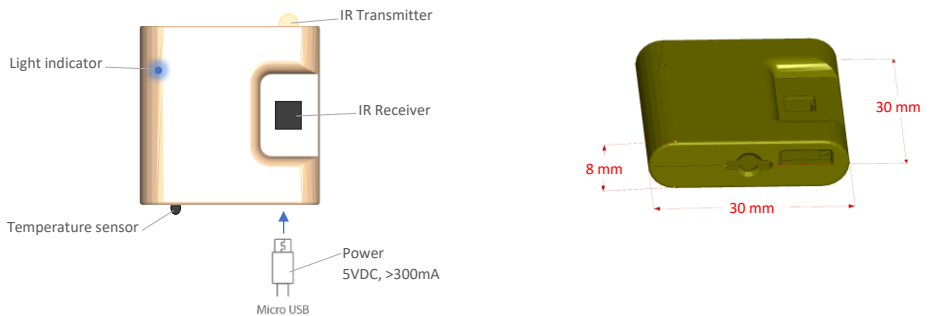 IR Transmitter
Light indicator
IR Receiver
Temperature sensor
Power
5VDC, >300mA
Micro USB
30 mm
8 mm
30 mm